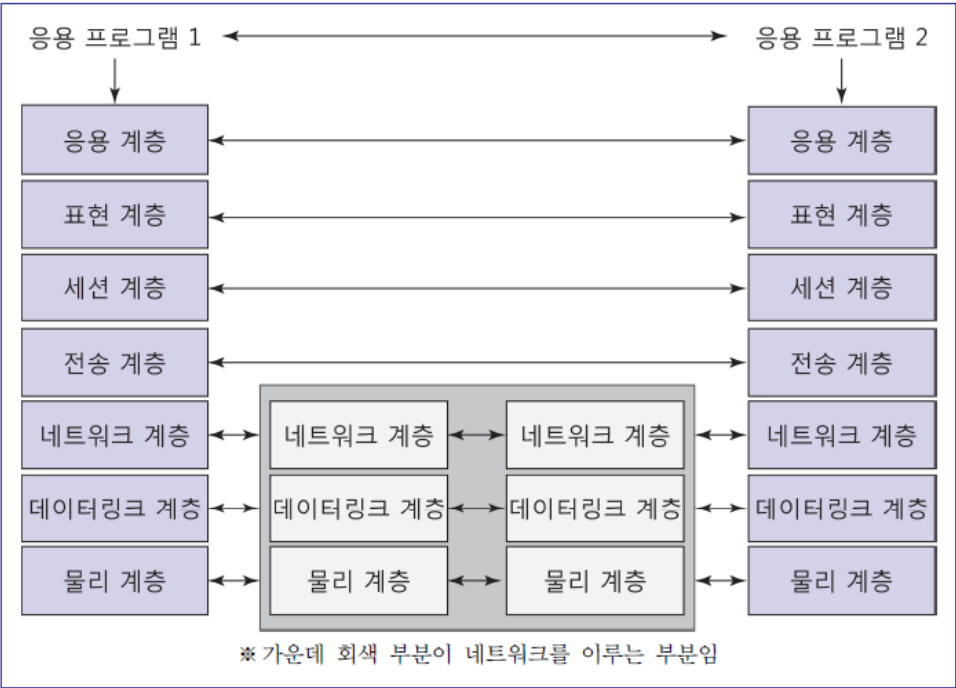 응용 프로그램 1 응용 프로그램 2
응용 계층 응용 계층
표현 계층 표현 계층
세션 계층 세션 계층
전송 계층 전송 계층
네트워크 계층 네트워크 계층 네트워크 계층 네트워크 계층
데이터링크 계층 데이터링크 계층 데이터링크 계층 데이터링크 계층
물리 계층 물리 계층 물리 계층 물리 계층
※ 가운데 회색 부분이 네트워크를 이루는 부분임